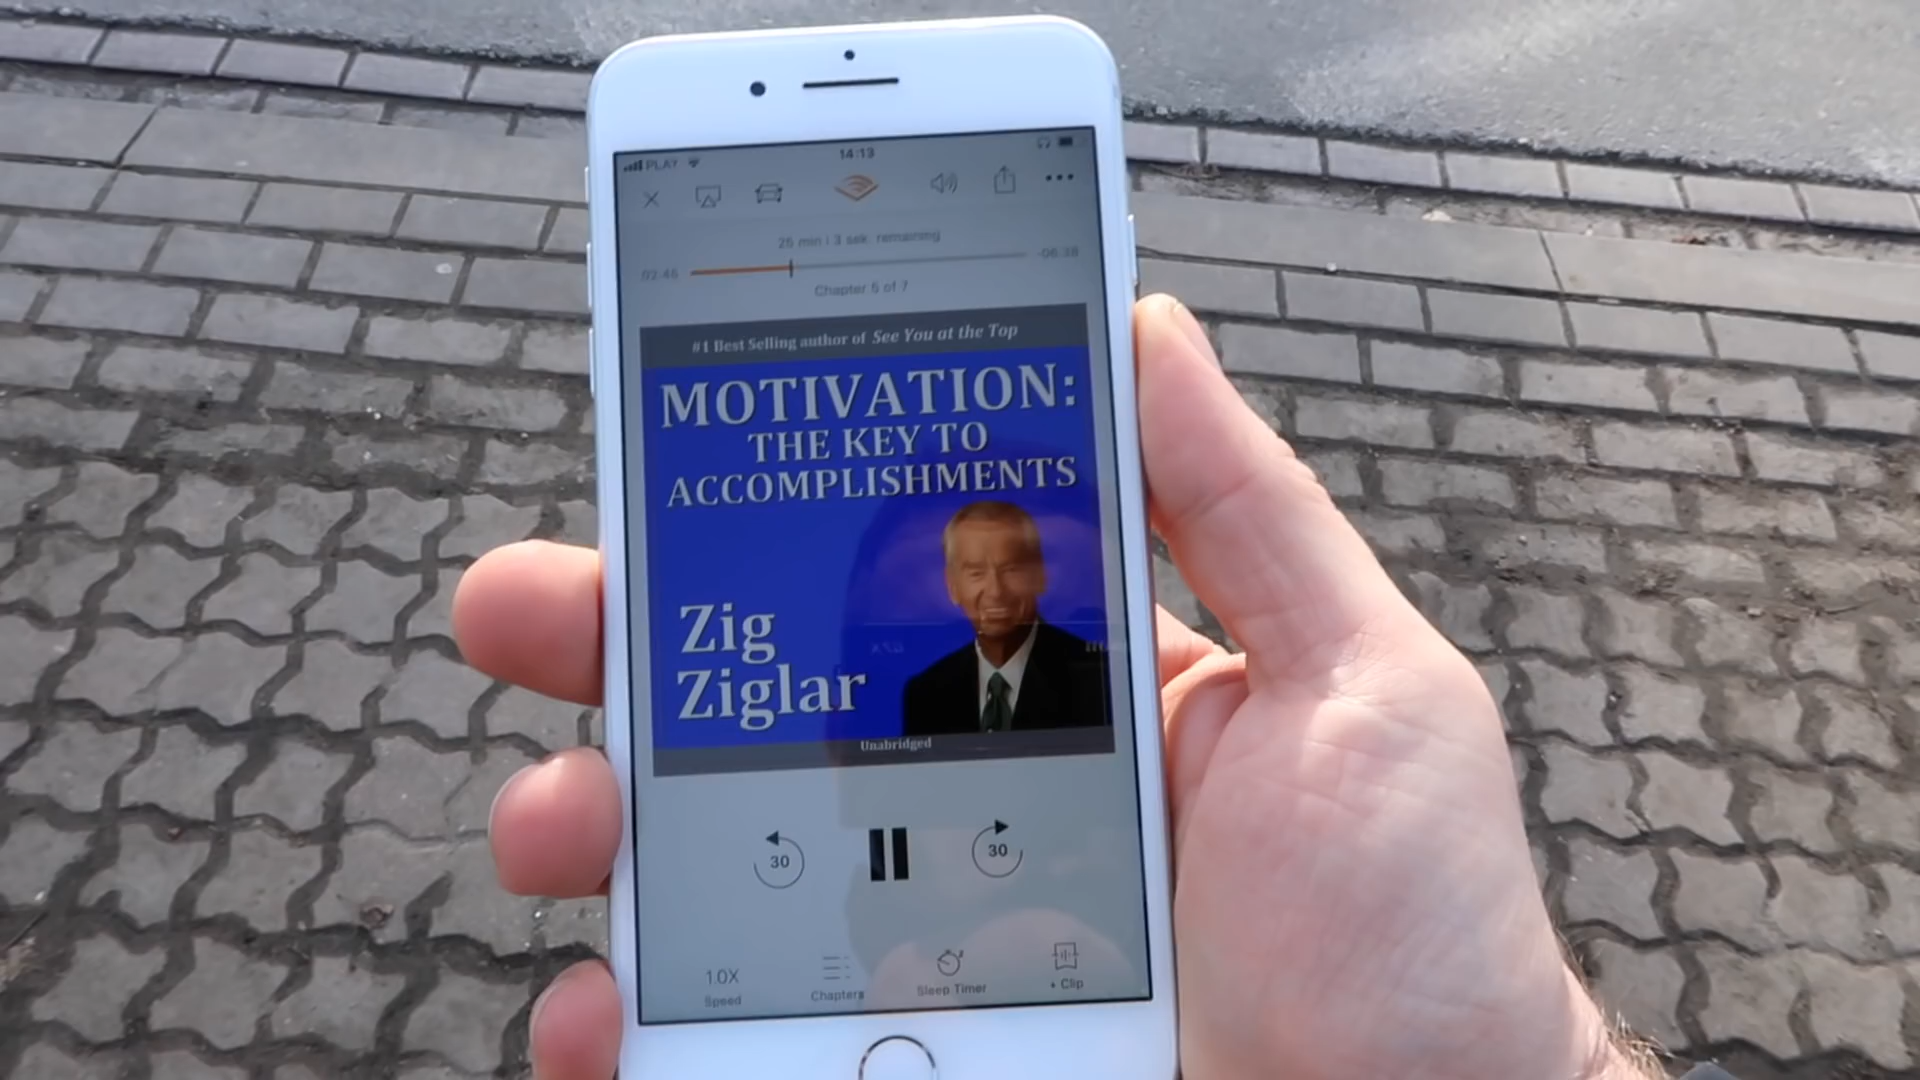 PLAY
14:13
25 min i 3 sek. remaining
02:46
-06:38
Chapter 5 of 7
#1 Best Selling author of See You at the Top
MOTIVATION:
THE KEY TO
ACCOMPLISHMENTS
Zig
Ziglar
Unabridged
30
30
1.0X
Speed
Chapters
Sleep Timer
+ Clip